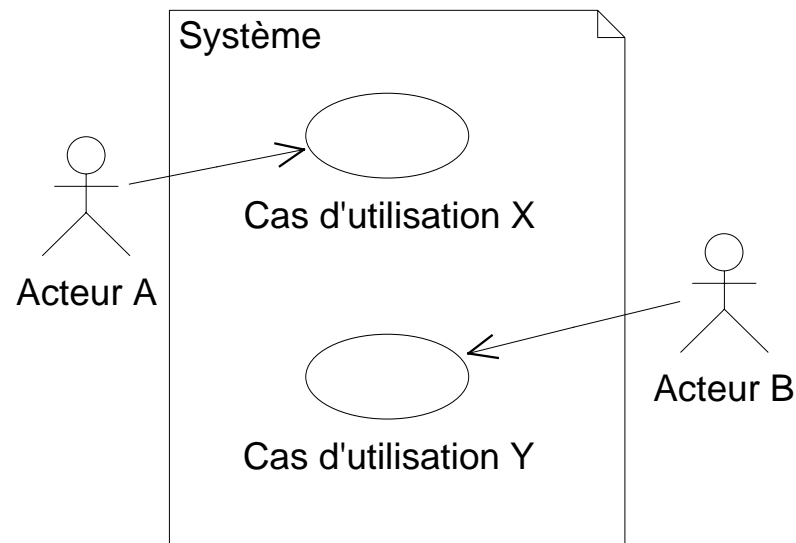 Système
Cas d'utilisation X
Acteur A
Acteur B
Cas d'utilisation Y